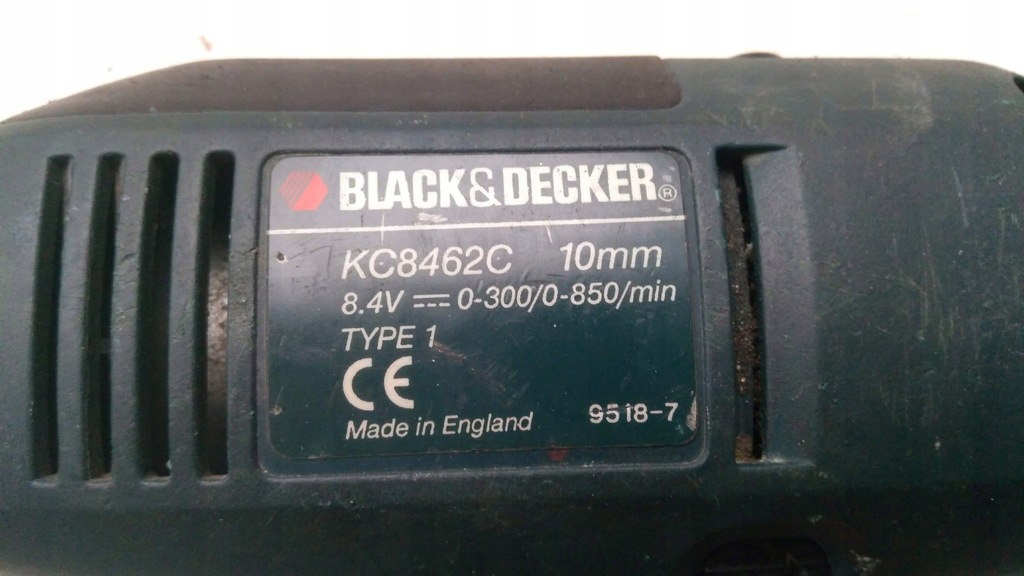 BLACK&DECKER®
KC8462C 10mm
8.4V ⎓ 0-300/0-850/min
TYPE 1
CE
Made in England 9518-7